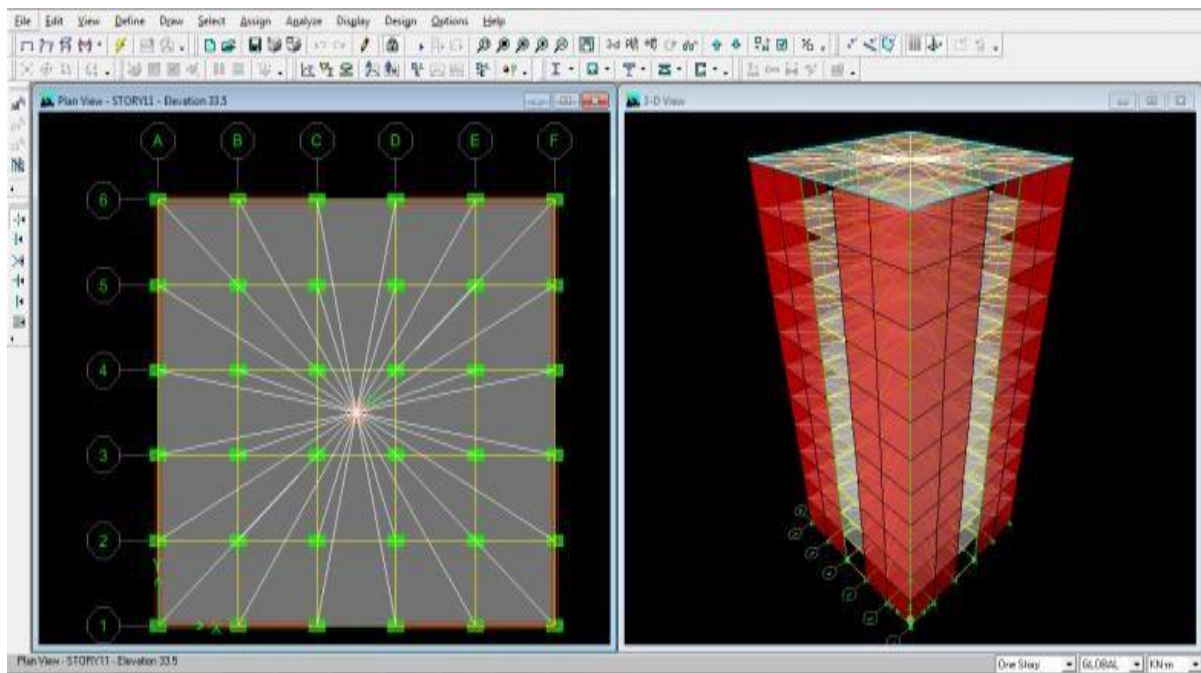 File Edit View Define Draw Select Assign Analyze Display Design Options Help
3-d
Plan View - STORY11 - Elevation 33.5
3-D View
A B C D E F
6
5
4
3
2
1
Y
X
Plan View - STORY11 - Elevation 33.5
One Story GLOBAL KN-m